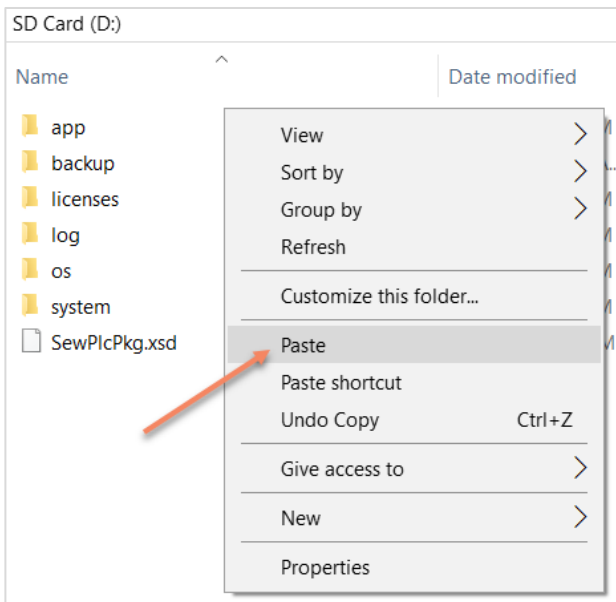 SD Card (D:)
Name
Date modified
app
backup
licenses
log
os
system
SewPlcPkg.xsd
View
Sort by
Group by
Refresh
Customize this folder...
Paste
Paste shortcut
Undo Copy Ctrl+Z
Give access to
New
Properties